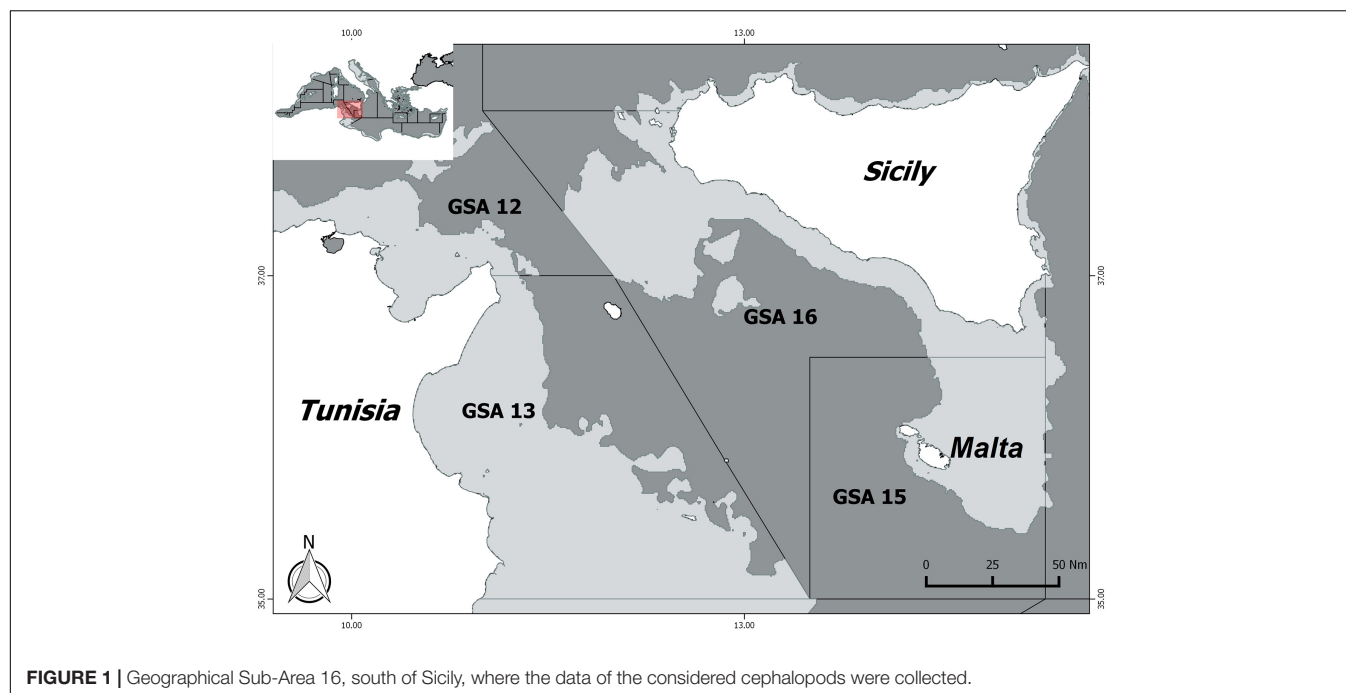 10.00
13.00
Sicily
GSA 12
37.00
37.00
GSA 16
Tunisia
GSA 13
Malta
GSA 15
N
0 25 50 Nm
35.00
35.00
10.00
13.00
FIGURE 1 | Geographical Sub-Area 16, south of Sicily, where the data of the considered cephalopods were collected.